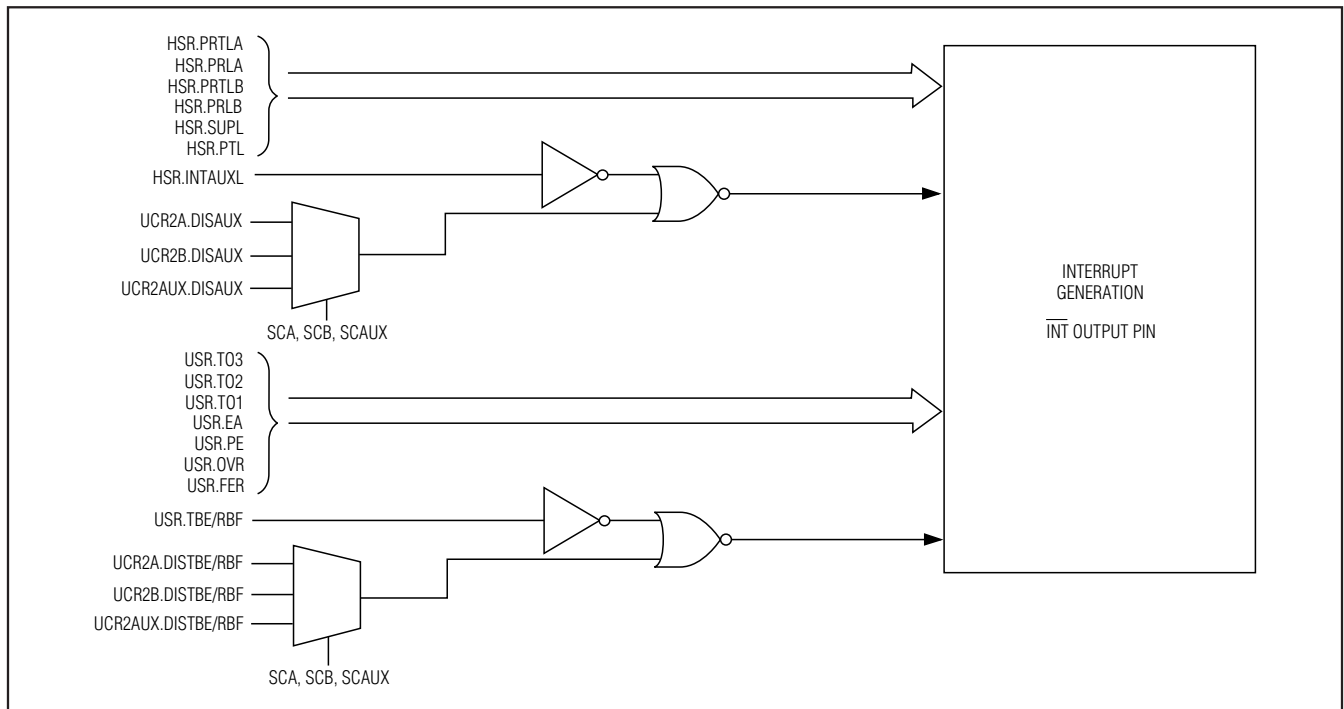 HSR.PRTLA
HSR.PRLA
HSR.PRTLB
HSR.PRLB
HSR.SUPL
HSR.PTL
HSR.INTAUXL
UCR2A.DISAUX
UCR2B.DISAUX
UCR2AUX.DISAUX
SCA, SCB, SCAUX
USR.TO3
USR.TO2
USR.TO1
USR.EA
USR.PE
USR.OVR
USR.FER
USR.TBE/RBF
UCR2A.DISTBE/RBF
UCR2B.DISTBE/RBF
UCR2AUX.DISTBE/RBF
SCA, SCB, SCAUX
INTERRUPT
GENERATION
INT OUTPUT PIN